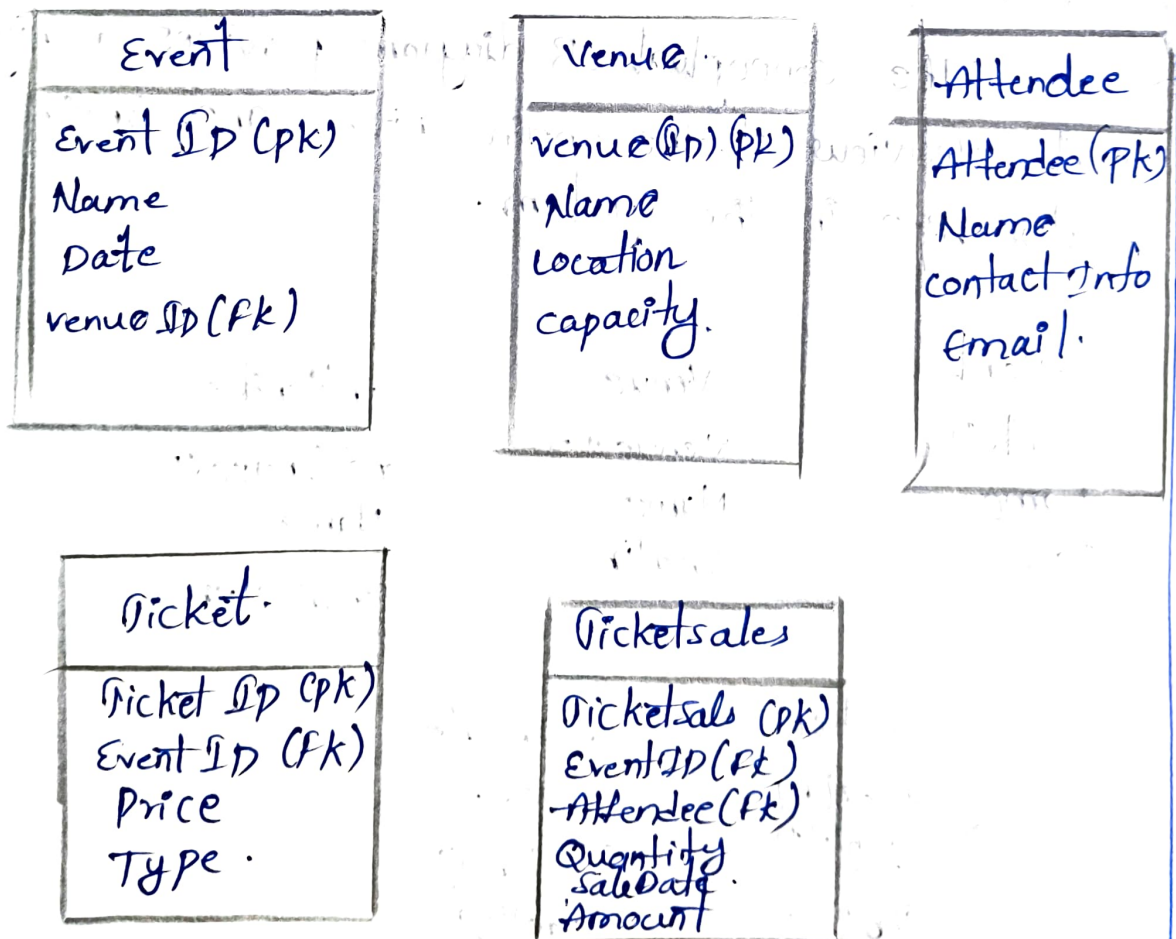 Event
Event ID (pk)
Name
Date
venue ID (fk)
Venue
venue (ID) (pk)
Name
Location
capacity.
Attendee
Attendee (pk)
Name
contact Info
Email.
Ticket.
Ticket ID (pk)
Event ID (fk)
Price
Type.
Ticketsales
Ticketsals (pk)
EventID (fk)
Attendee (fk)
Quantity
SaleDate.
Amount